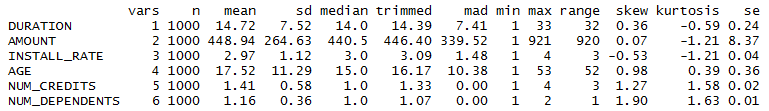 vars n mean sd median trimmed mad min max range skew kurtosis se
DURATION 1 1000 14.72 7.52 14.0 14.39 7.41 1 33 32 0.36 -0.59 0.24
AMOUNT 2 1000 448.94 264.63 440.5 446.40 339.52 1 921 920 0.07 -1.21 8.37
INSTALL_RATE 3 1000 2.97 1.12 3.0 3.09 1.48 1 4 3 -0.53 -1.21 0.04
AGE 4 1000 17.52 11.29 15.0 16.17 10.38 1 53 52 0.98 0.39 0.36
NUM_CREDITS 5 1000 1.41 0.58 1.0 1.33 0.00 1 4 3 1.27 1.58 0.02
NUM_DEPENDENTS 6 1000 1.16 0.36 1.0 1.07 0.00 1 2 1 1.90 1.63 0.01